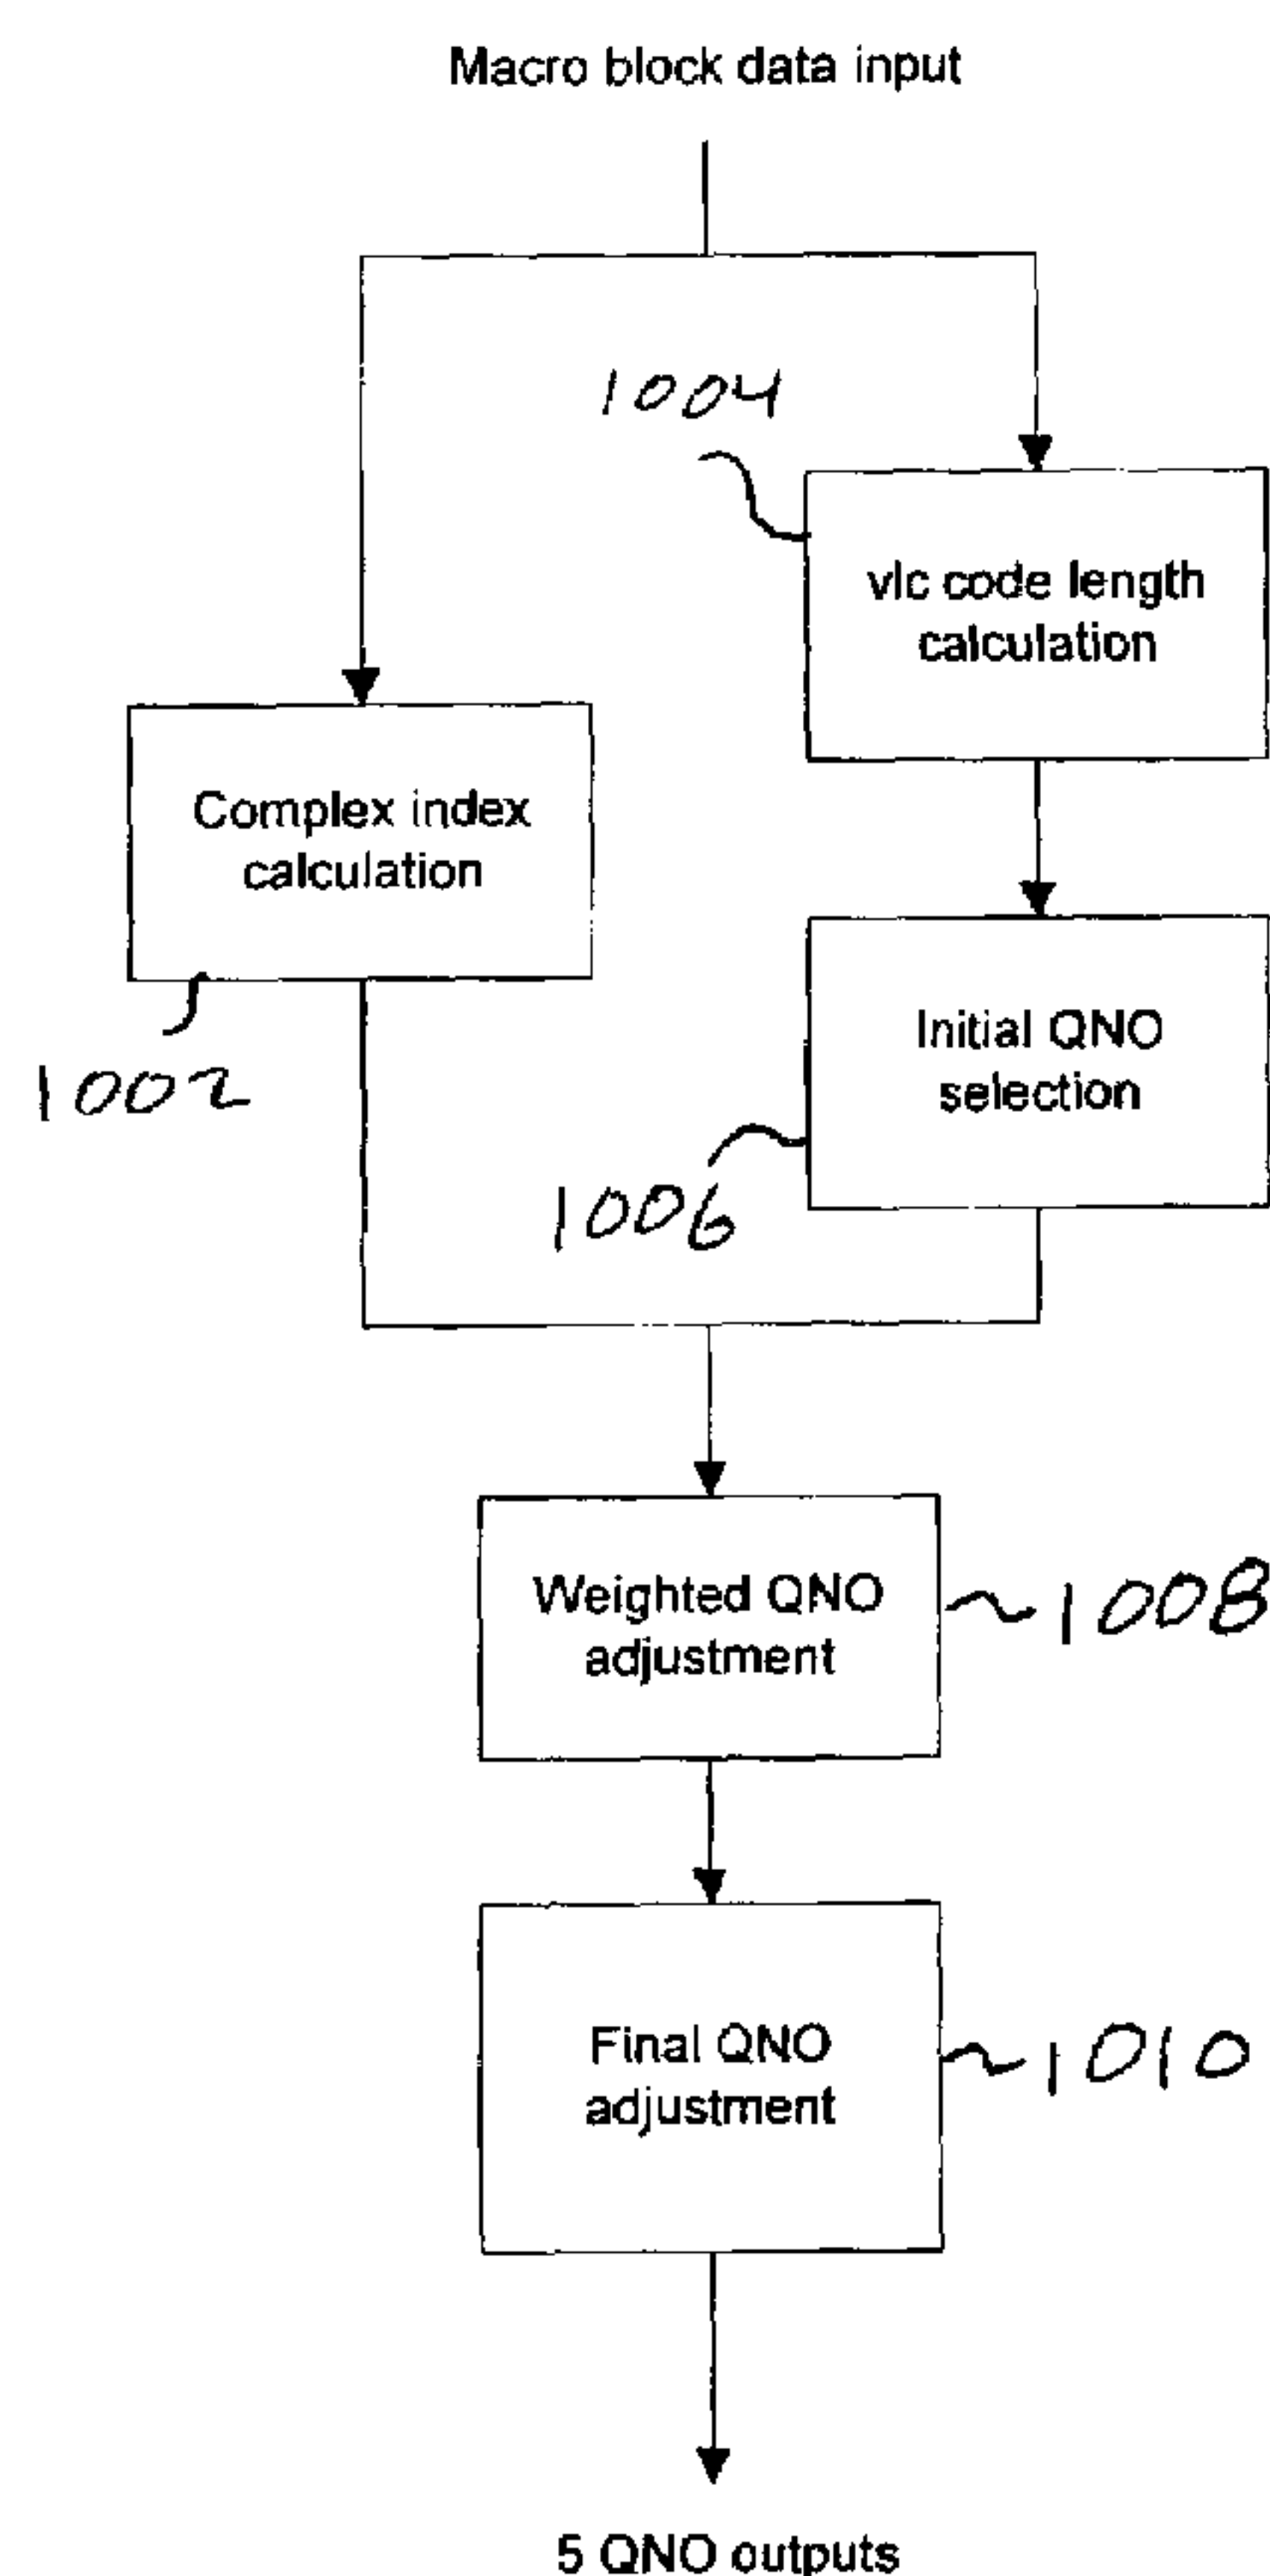 Macro block data input
1004
vlc code length
calculation
Complex index
calculation
1002
Initial QNO
selection
1006
Weighted QNO
adjustment
1008
Final QNO
adjustment
1010
5 QNO outputs